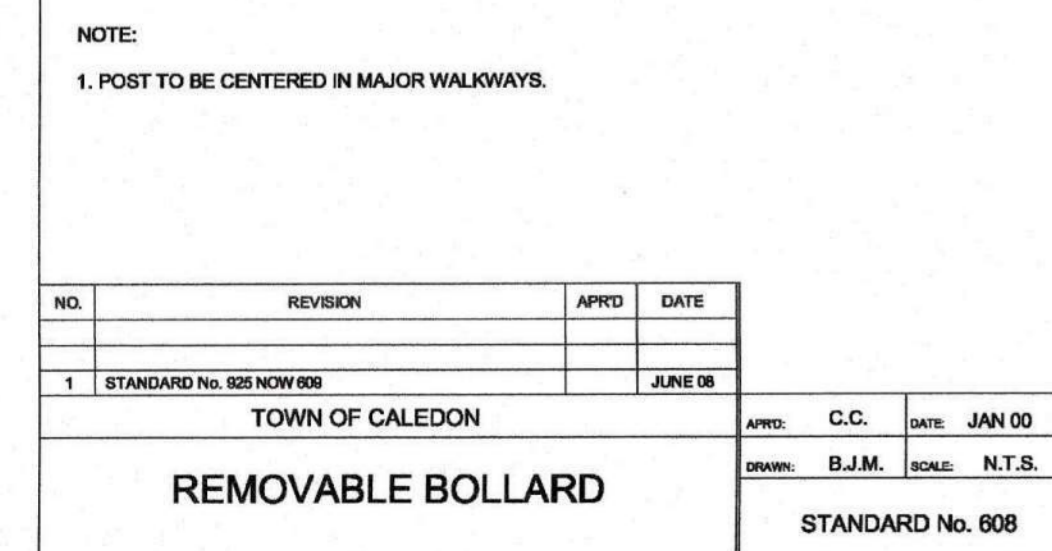 NOTE:
1. POST TO BE CENTERED IN MAJOR WALKWAYS.
NO. REVISION APR'D DATE
1 STANDARD No. 925 NOW 609 JUNE 08
TOWN OF CALEDON
REMOVABLE BOLLARD
APR'D: C.C. DATE: JAN 00
DRAWN: B.J.M. SCALE: N.T.S.
STANDARD No. 608